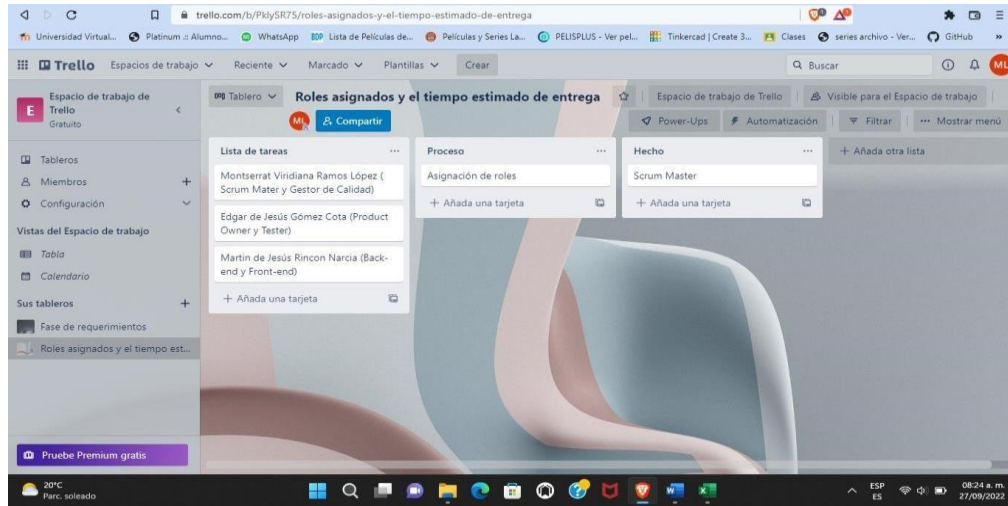 trello.com/b/PklySR75/roles-asignados-y-el-tiempo-estimado-de-entrega
Universidad Virtual... Platinum :: Alumno... WhatsApp Lista de Películas de... Películas y Series La... PELISPLUS - Ver pel... Tinkercad | Create 3... Clases series archivo - Ver... GitHub »
Trello Espacios de trabajo Reciente Marcado Plantillas Crear Buscar ML
E
Espacio de trabajo de
Trello
Gratuito
Tableros
Miembros +
Configuración
Vistas del Espacio de trabajo
Tabla
Calendario
Sus tableros +
Fase de requerimientos
Roles asignados y el tiempo est...
Pruebe Premium gratis
Tablero Roles asignados y el tiempo estimado de entrega Espacio de trabajo de Trello Visible para el Espacio de trabajo
ML Compartir Power-Ups Automatización Filtrar ... Mostrar menú
Lista de tareas ...
Montserrat Viridiana Ramos López (
Scrum Mater y Gestor de Calidad)
Edgar de Jesús Gómez Cota (Product
Owner y Tester)
Martin de Jesús Rincon Narcia (Back-
end y Front-end)
+ Añada una tarjeta
Proceso ...
Asignación de roles
+ Añada una tarjeta
Hecho ...
Scrum Master
+ Añada una tarjeta
+ Añada otra lista
20°C
Parc. soleado
ESP
ES
08:24 a. m.
27/09/2022